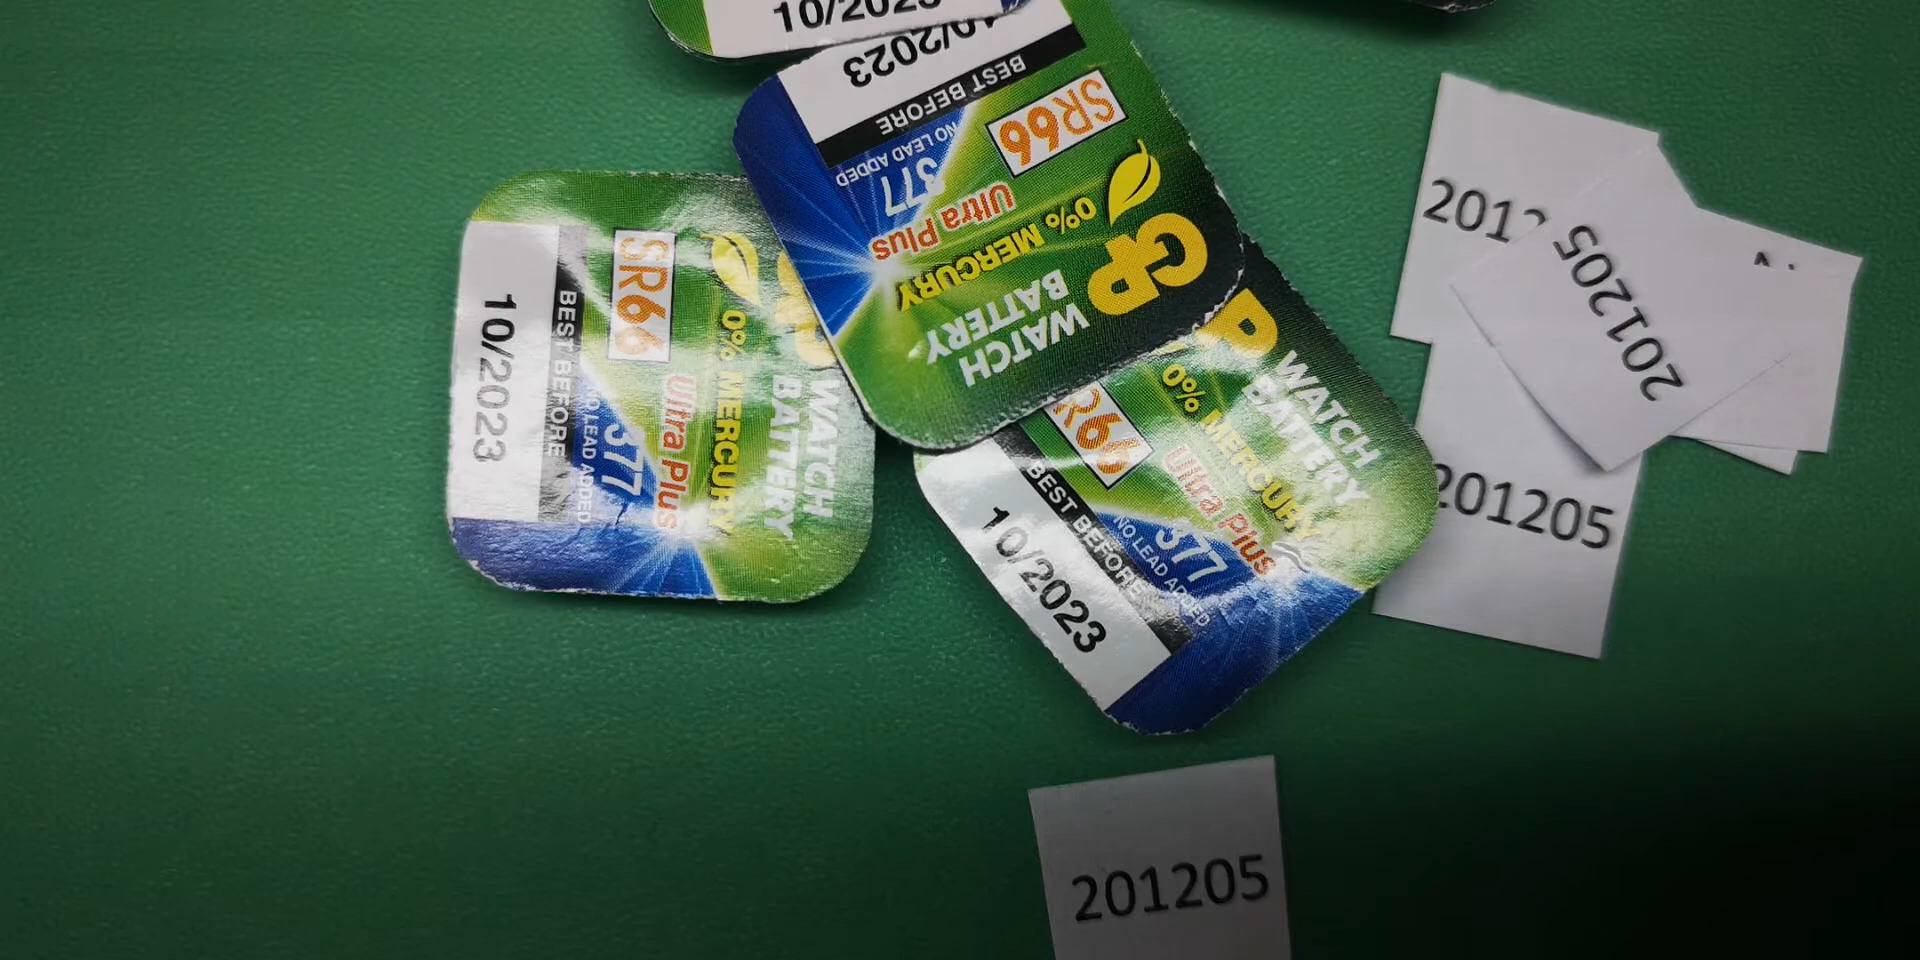 10/2023
BEST BEFORE
NO LEAD ADDED
377
SR66
Ultra Plus
0% MERCURY
GP
WATCH
BATTERY
10/2023
BEST BEFORE
NO LEAD ADDED
377
SR66
Ultra Plus
0% MERCURY
WATCH
BATTERY
10/2023
BEST BEFORE
NO LEAD ADDED
377
Ultra Plus
0% MERCURY
WATCH
BATTERY
201205
201205
201205